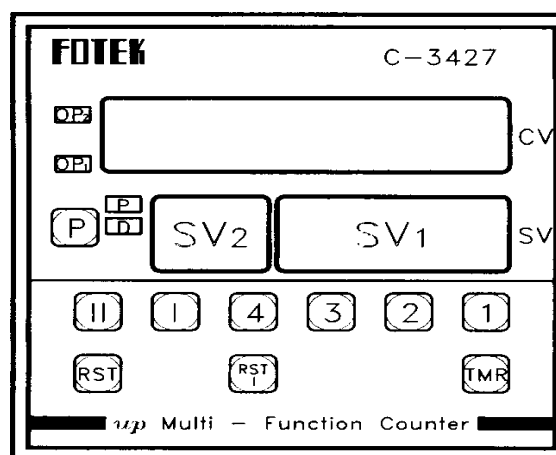 FOTEK C-3427
OP2
CV
OP1
P
P D
SV2 SV1 SV
II I 4 3 2 1
RST RST I TMR
up Multi - Function Counter